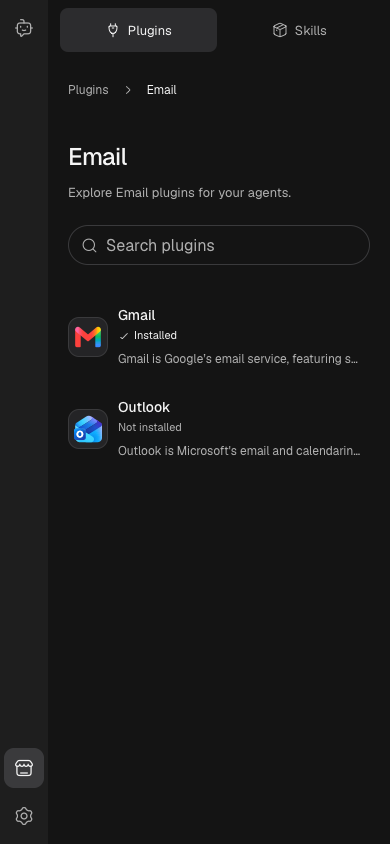 Plugins
Skills
Plugins
Email
Email
Explore Email plugins for your agents.
Search plugins
Gmail
Installed
Gmail is Google's email service, featuring s...
Outlook
Not installed
Outlook is Microsoft's email and calendarin...